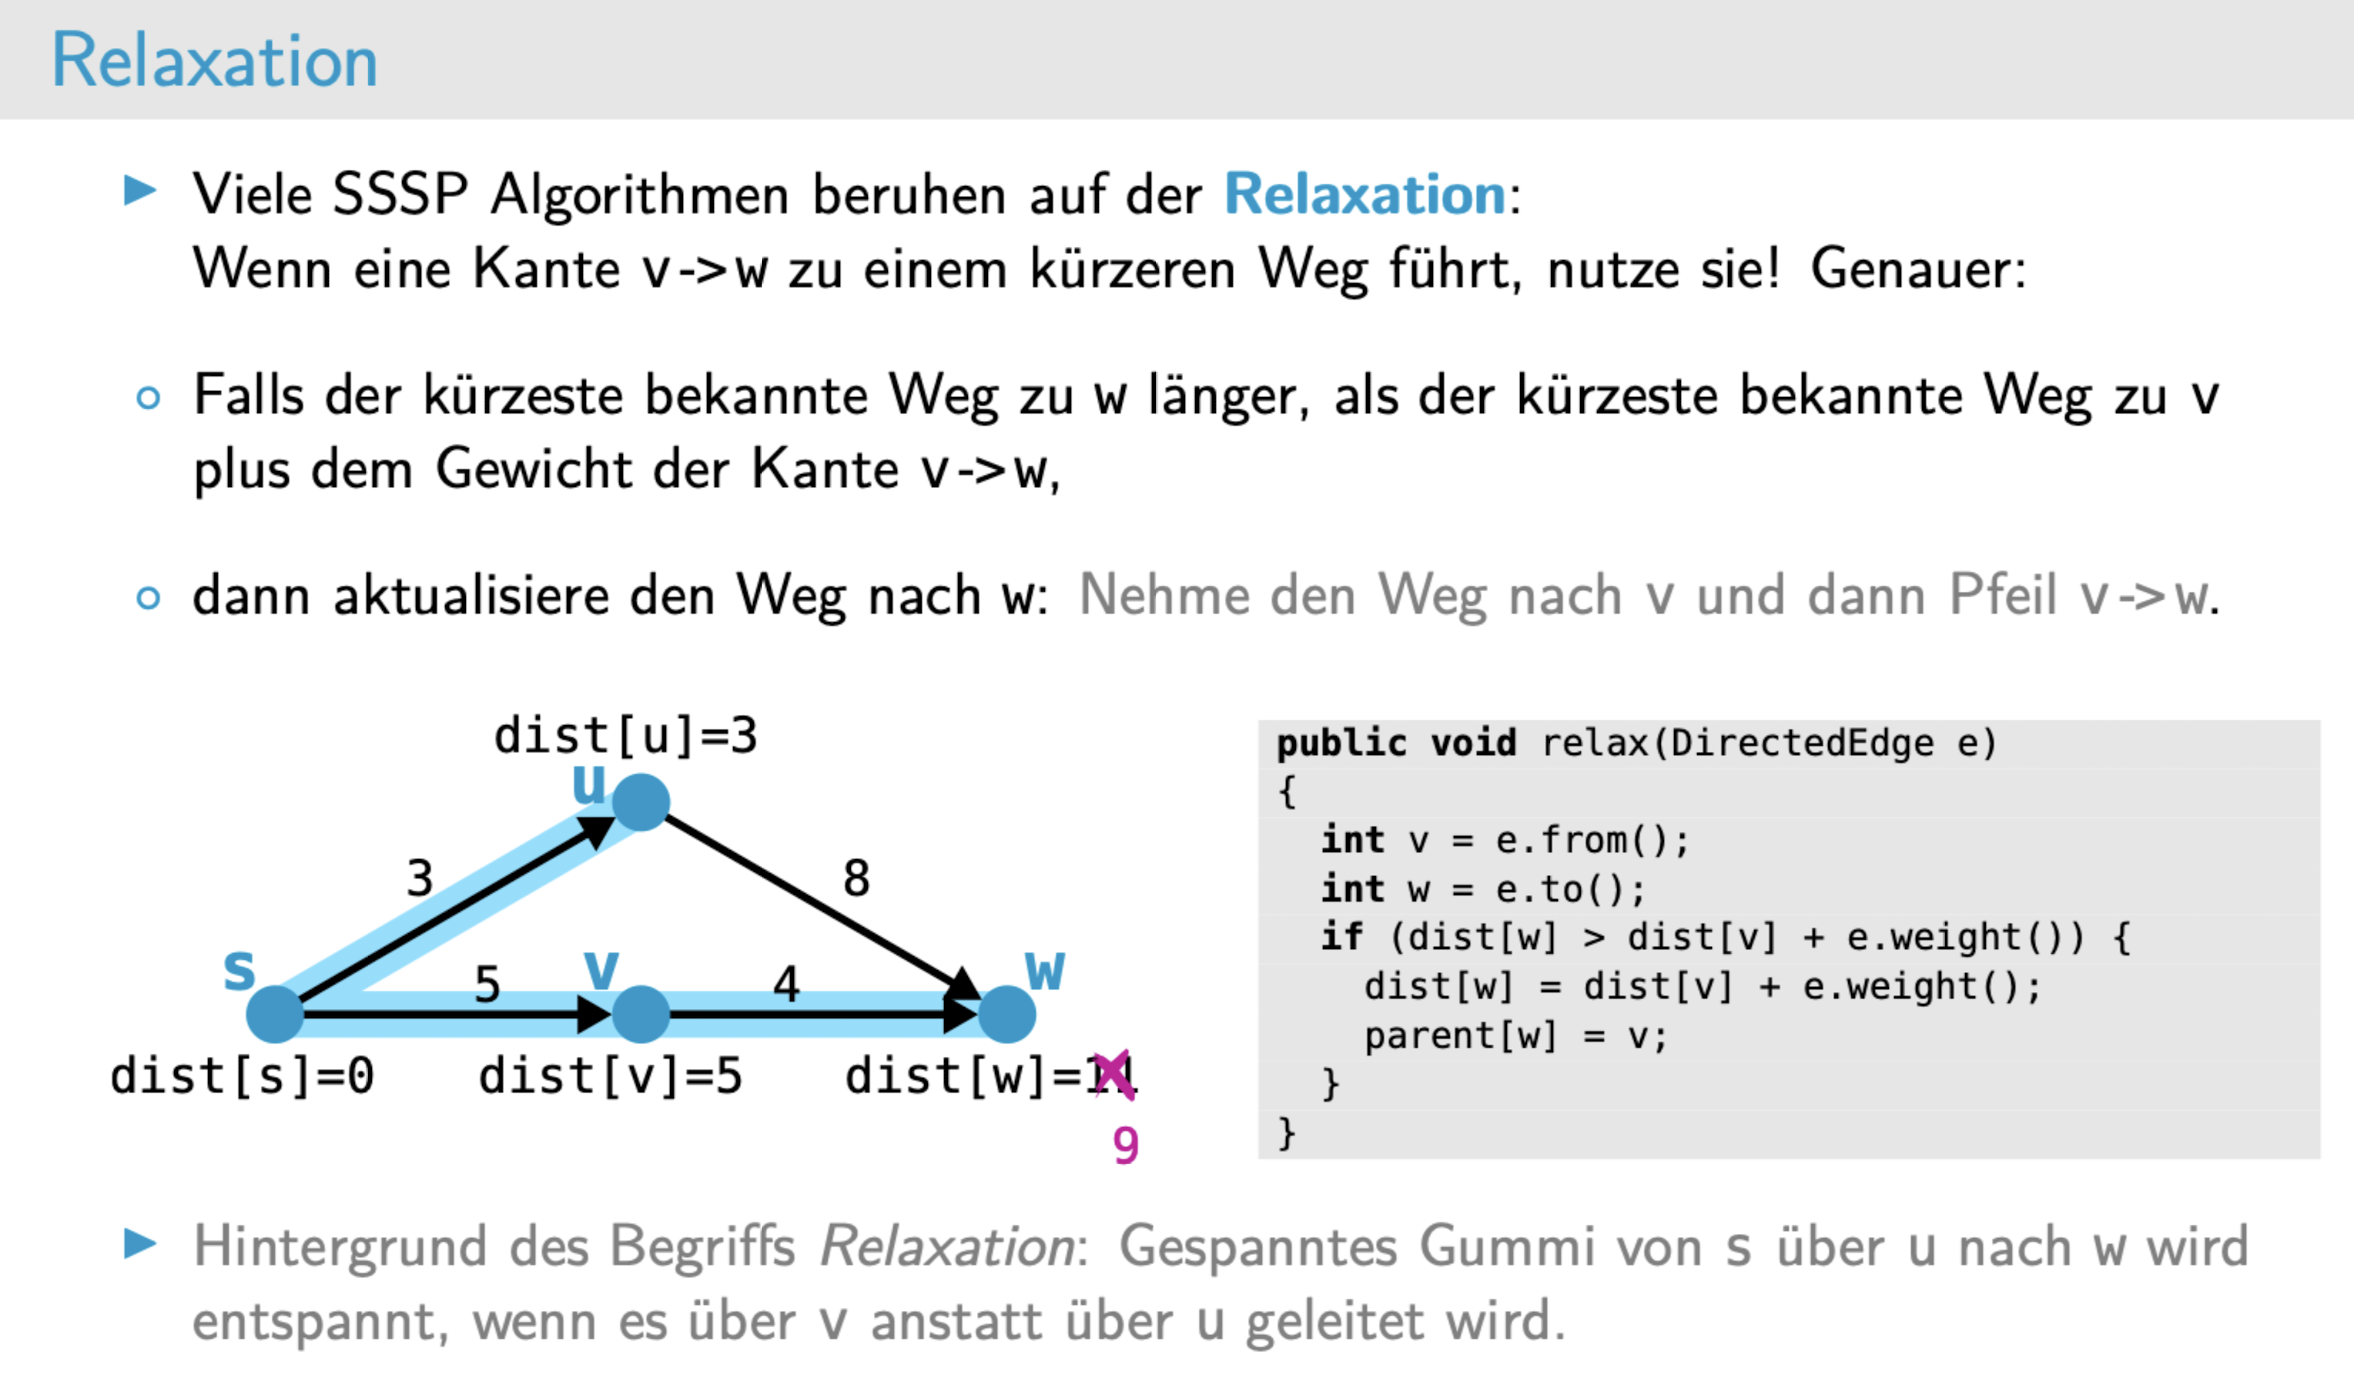 Relaxation
Viele SSSP Algorithmen beruhen auf der Relaxation:
Wenn eine Kante v->w zu einem kürzeren Weg führt, nutze sie! Genauer:
Falls der kürzeste bekannte Weg zu w länger, als der kürzeste bekannte Weg zu v
plus dem Gewicht der Kante v->w,
dann aktualisiere den Weg nach w: Nehme den Weg nach v und dann Pfeil v->w.
dist[u]=3
u
3
8
s
5
v
4
w
dist[s]=0
dist[v]=5
dist[w]=11
9
public void relax(DirectedEdge e)
{
int v = e.from();
int w = e.to();
if (dist[w] > dist[v] + e.weight()) {
dist[w] = dist[v] + e.weight();
parent[w] = v;
}
}
Hintergrund des Begriffs Relaxation: Gespanntes Gummi von s über u nach w wird
entspannt, wenn es über v anstatt über u geleitet wird.